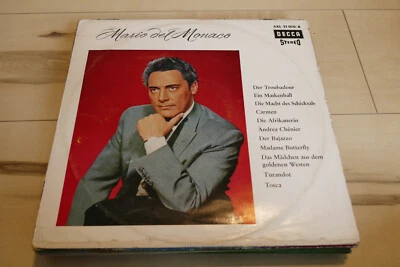 Mario del Monaco
DECCA
STEREO
Der Troubadour
Ein Maskenball
Die Macht des Schicksals
Carmen
Die Afrikanerin
Andrea Chénier
Der Bajazzo
Madame Butterfly
Das Mädchen aus dem
goldenen Westen
Turandot
Tosca